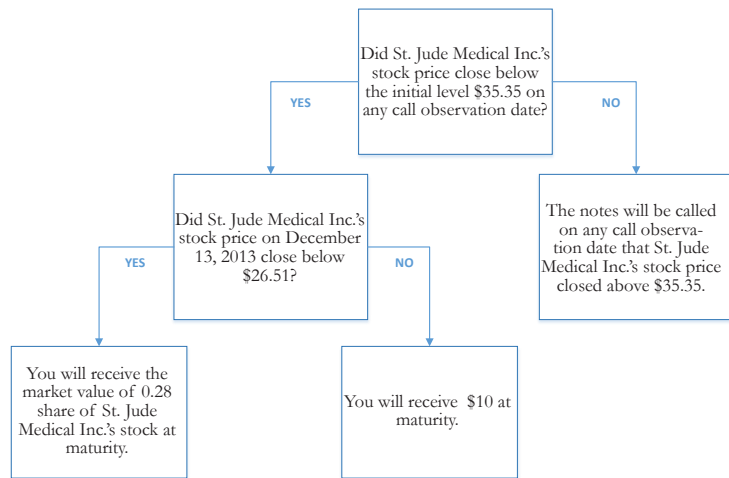 Did St. Jude Medical Inc.'s
stock price close below
the initial level $35.35 on
any call observation date?
YES
NO
Did St. Jude Medical Inc.'s
stock price on December
13, 2013 close below
$26.51?
The notes will be called
on any call observa-
tion date that St. Jude
Medical Inc.'s stock price
closed above $35.35.
YES
NO
You will receive the
market value of 0.28
share of St. Jude
Medical Inc.'s stock at
maturity.
You will receive $10 at
maturity.